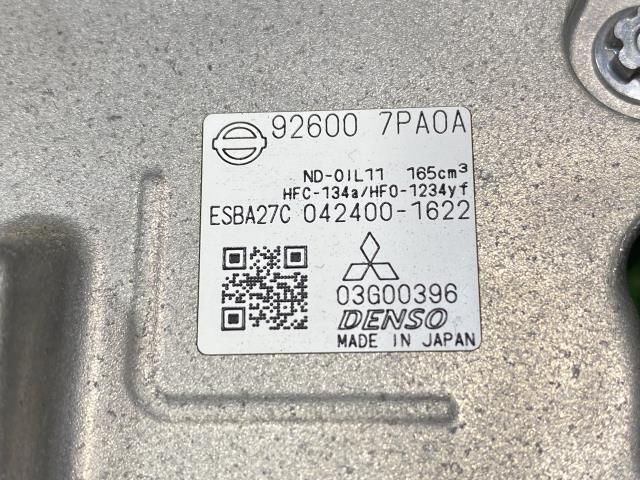 92600 7PA0A
ND-OIL11 165cm³
HFC-134a/HFO-1234yf
ESBA27C 042400-1622
03G00396
DENSO
MADE IN JAPAN